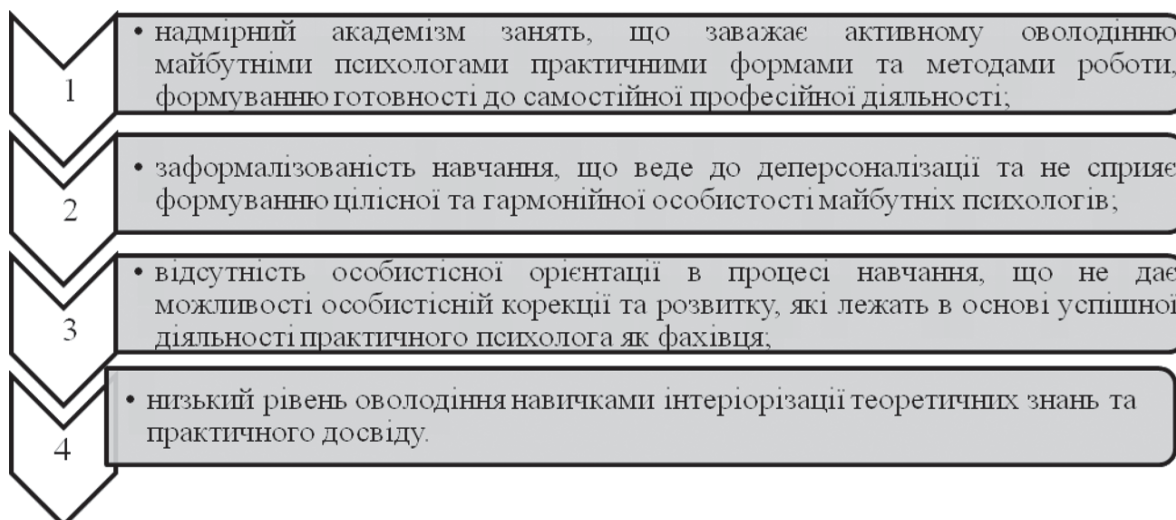 1
• надмірний академізм занять, що заважає активному оволодінню
майбутніми психологами практичними формами та методами роботи,
формуванню готовності до самостійної професійної діяльності;
2
• заформалізованість навчання, що веде до деперсоналізації та не сприяє
формуванню цілісної та гармонійної особистості майбутніх психологів;
3
• відсутність особистісної орієнтації в процесі навчання, що не дає
можливості особистісній корекції та розвитку, які лежать в основі успішної
діяльності практичного психолога як фахівця;
4
• низький рівень оволодіння навичками інтеріорізації теоретичних знань та
практичного досвіду.